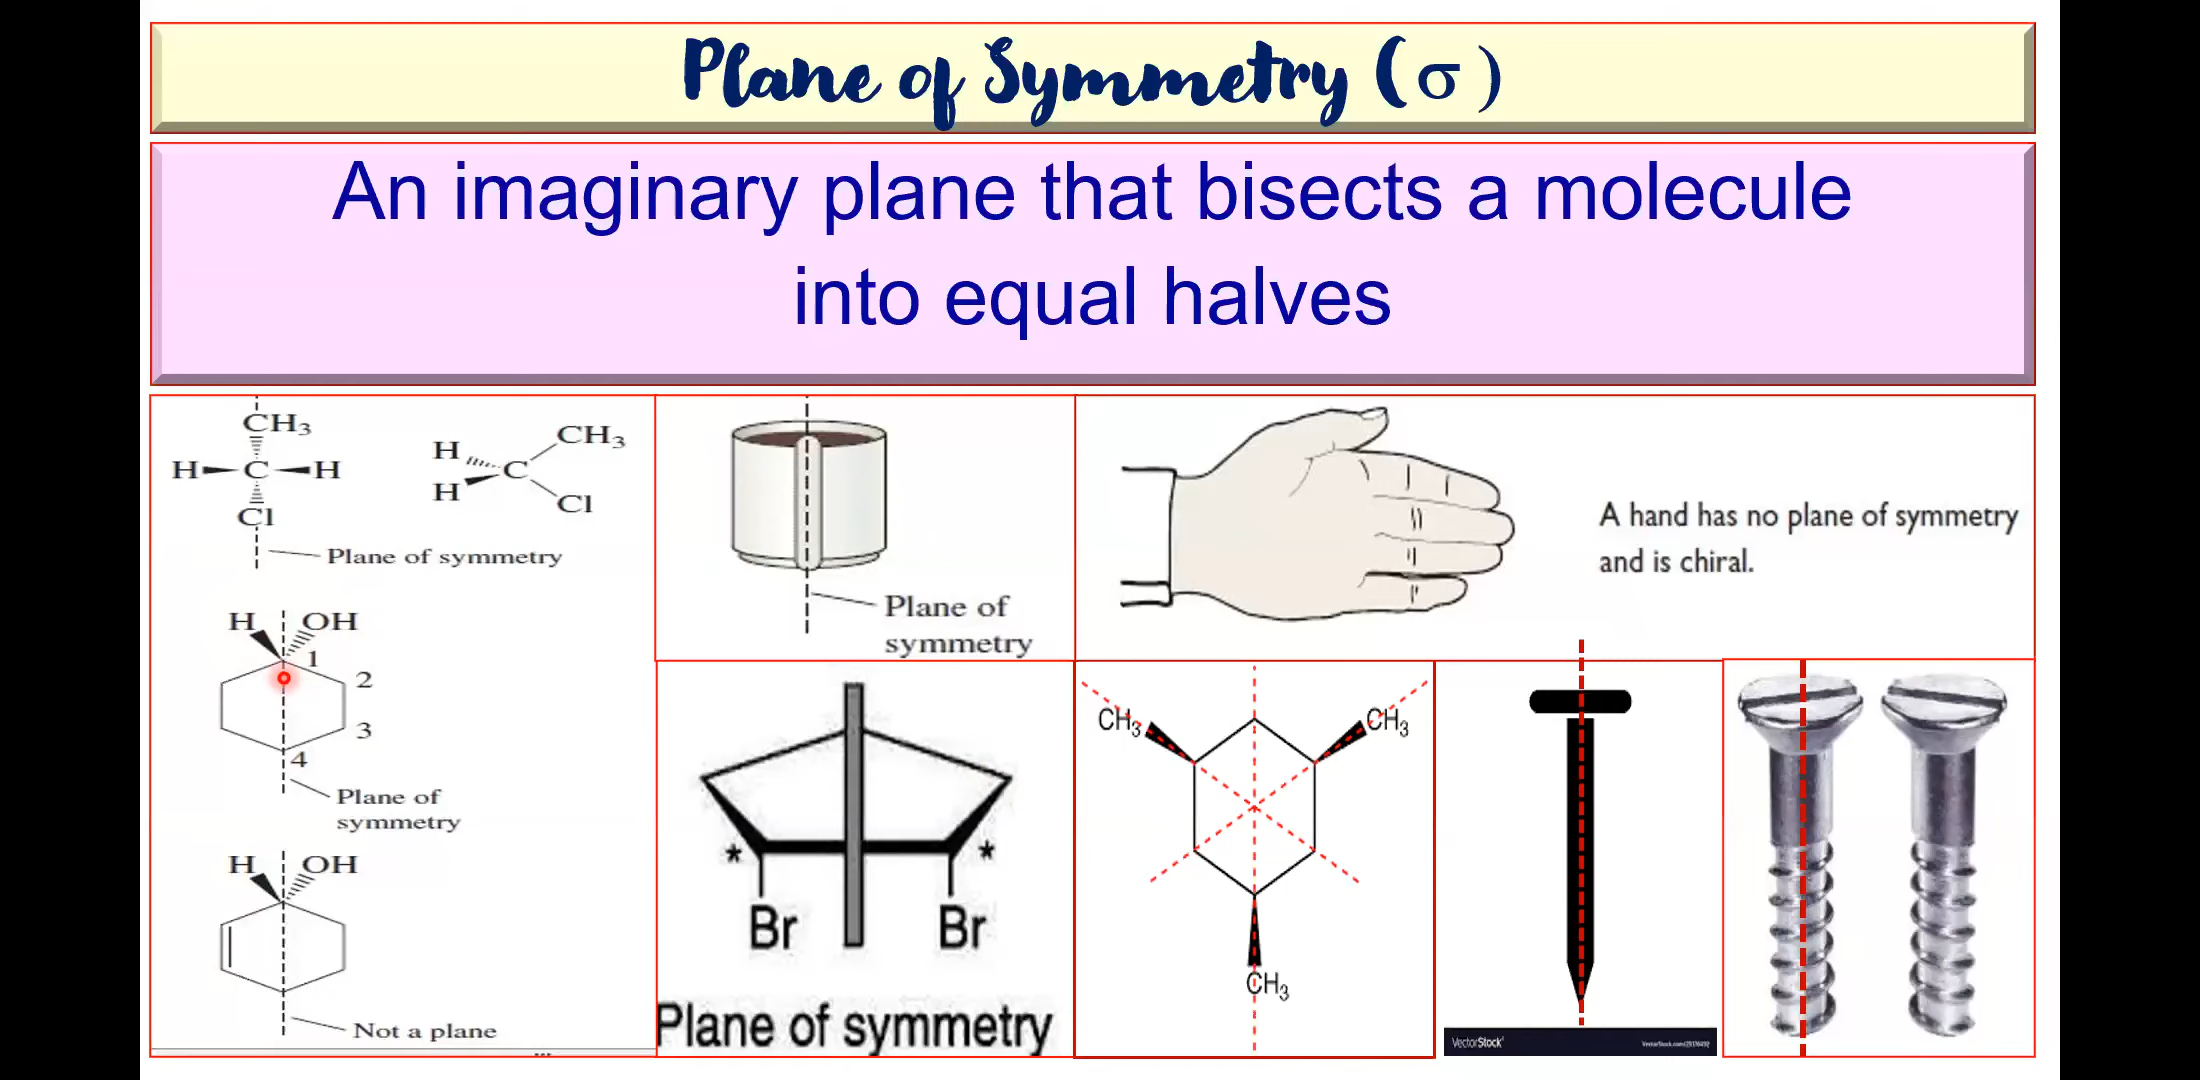 Plane of Symmetry (σ)
An imaginary plane that bisects a molecule
into equal halves
CH₃
H C H
Cl
Plane of symmetry
H
H
C
CH₃
Cl
H OH
1
2
3
4
Plane of
symmetry
H OH
Not a plane
Plane of
symmetry
A hand has no plane of symmetry
and is chiral.
* *
Br Br
Plane of symmetry
CH₃ CH₃
CH₃
VectorStock®